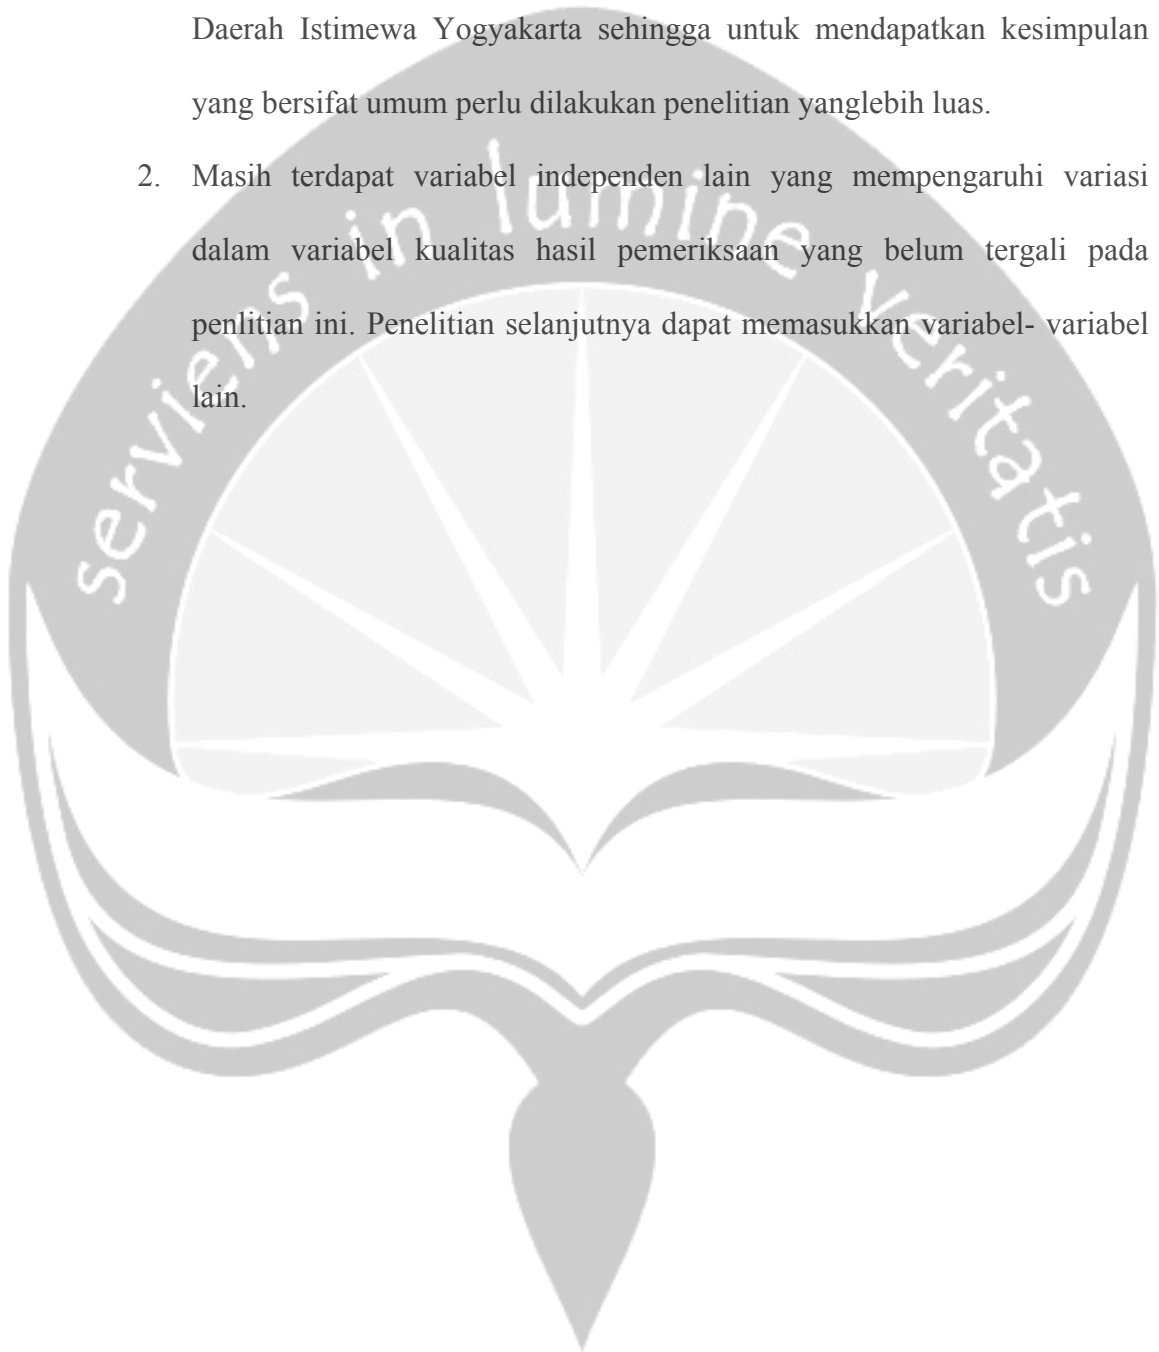 Daerah Istimewa Yogyakarta sehingga untuk mendapatkan kesimpulan
yang bersifat umum perlu dilakukan penelitian yanglebih luas.
2. Masih terdapat variabel independen lain yang mempengaruhi variasi
dalam variabel kualitas hasil pemeriksaan yang belum tergali pada
penlitian ini. Penelitian selanjutnya dapat memasukkan variabel- variabel
lain.
serviens in lumine veritatis